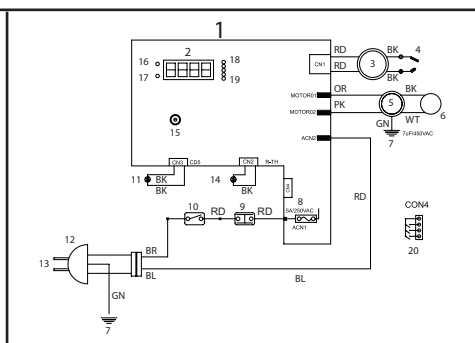 1
2
16
17
18
19
15
CN1
RD
RD
3
BK
BK
4
MOTOR01
OR
MOTOR02
PK
5
BK
WT
6
GN
7
7uF/450VAC
ACN2
CN3
CDS
CN2
R-TH
CN4
11
BK
BK
14
BK
BK
8
5A/250VAC
ACN1
10
RD
9
RD
RD
CON4
20
12
13
BR
BL
BL
GN
7